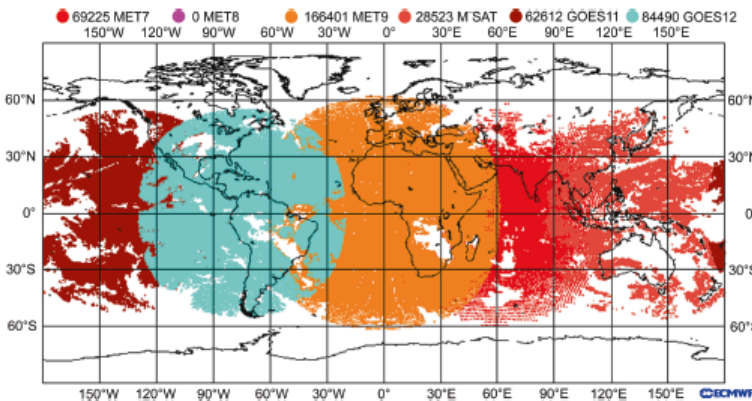 69225 MET7 0 MET8 166401 MET9 28523 MTSAT 62612 GOES11 84490 GOES12
150°W 120°W 90°W 60°W 30°W 0° 30°E 60°E 90°E 120°E 150°E
60°N
30°N
0° 0
30°S
60°S
150°W 120°W 90°W 60°W 30°W 0° 30°E 60°E 90°E 120°E 150°E
ECMWF